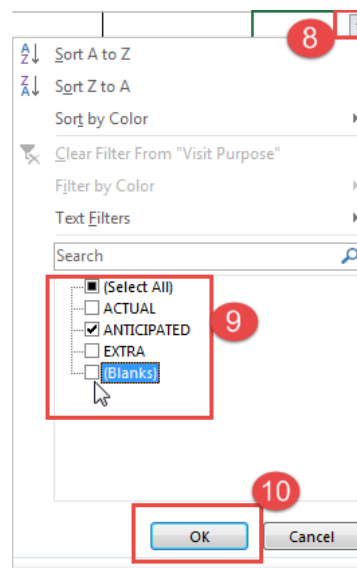 8
Sort A to Z
Sort Z to A
Sort by Color
Clear Filter From "Visit Purpose"
Filter by Color
Text Filters
Search
(Select All)
ACTUAL
ANTICIPATED
9
EXTRA
(Blanks)
10
OK
Cancel